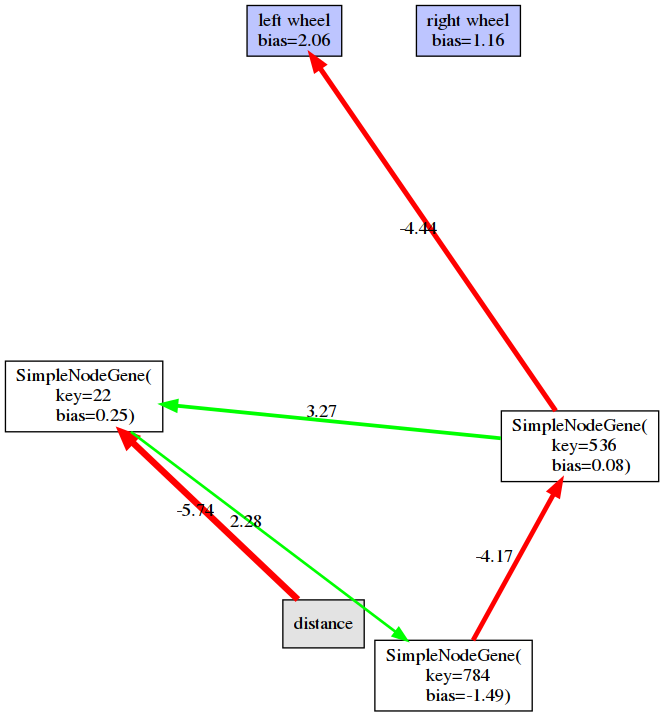 left wheel
bias=2.06
right wheel
bias=1.16
-4.44
SimpleNodeGene(
key=22
bias=0.25)
3.27
SimpleNodeGene(
key=536
bias=0.08)
-5.74
2.28
-4.17
distance
SimpleNodeGene(
key=784
bias=-1.49)